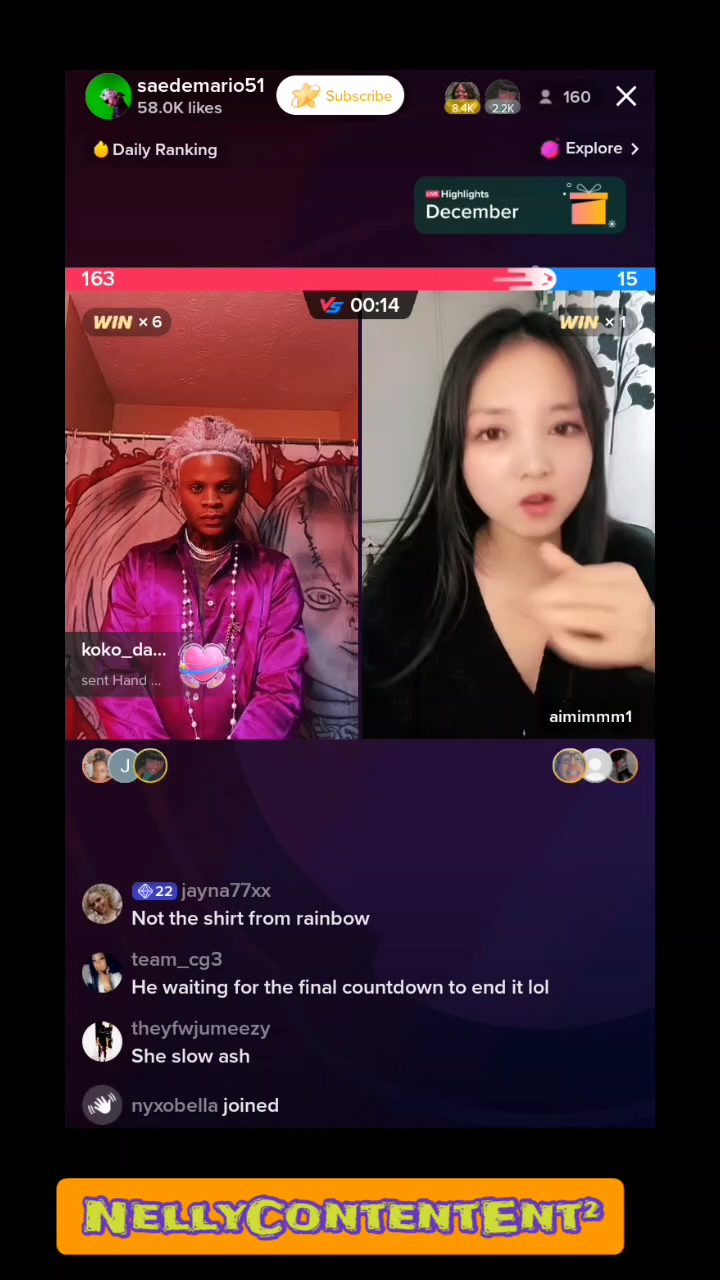 saedemario51
58.0K likes
Subscribe
8.4K
2.2K
160
Daily Ranking
Explore
LIVE Highlights
December
163
15
VS 00:14
WIN × 6
WIN × 1
koko_da...
sent Hand ...
aimimmm1
J
22 jayna77xx
Not the shirt from rainbow
team_cg3
He waiting for the final countdown to end it lol
theyfwjumeezy
She slow ash
nyxobella joined
NELLYCONTENTENT²